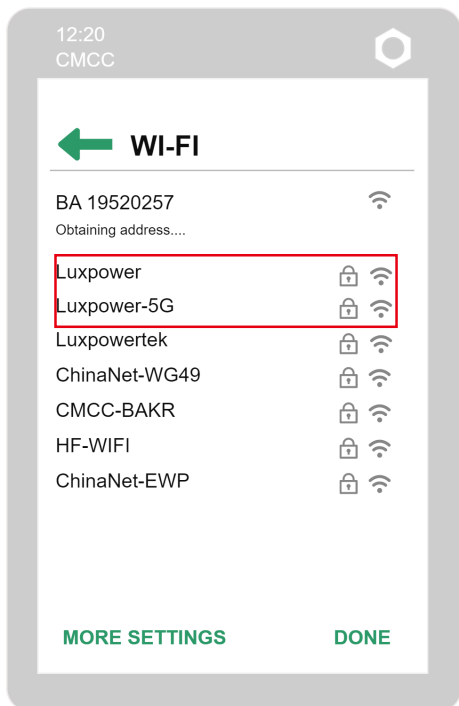 12:20
CMCC
WI-FI
BA 19520257
Obtaining address....
Luxpower
Luxpower-5G
Luxpowertek
ChinaNet-WG49
CMCC-BAKR
HF-WIFI
ChinaNet-EWP
MORE SETTINGS DONE